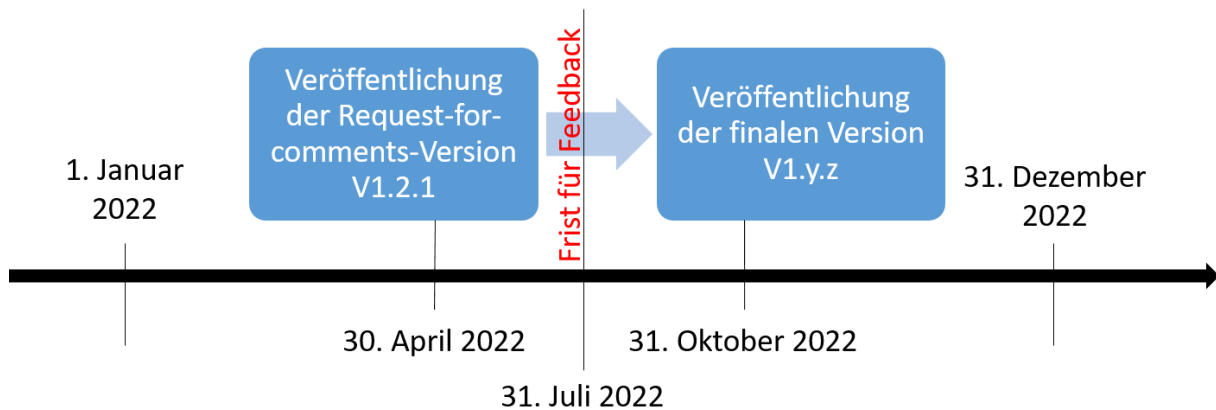 Veröffentlichung
der Request-for-
comments-Version
V1.2.1
Frist für Feedback
Veröffentlichung
der finalen Version
V1.y.z
1. Januar
2022
31. Dezember
2022
30. April 2022
31. Oktober 2022
31. Juli 2022